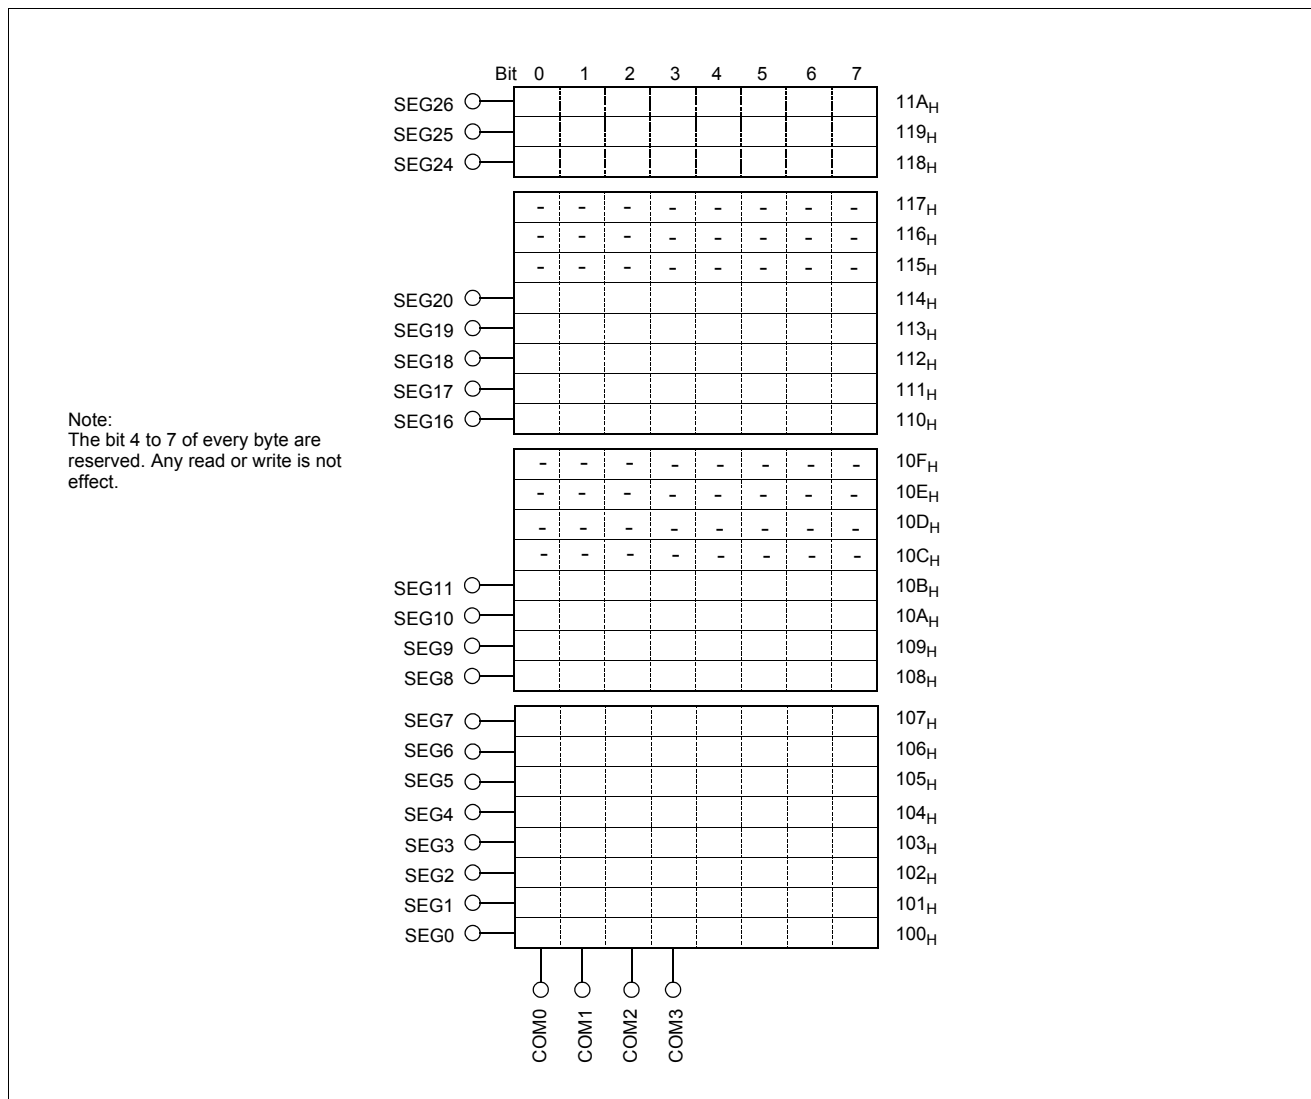 Bit 0 1 2 3 4 5 6 7
SEG26 11AH
SEG25 119H
SEG24 118H
- - - - - - - - 117H
- - - - - - - - 116H
- - - - - - - - 115H
SEG20 114H
SEG19 113H
SEG18 112H
SEG17 111H
SEG16 110H
Note:
The bit 4 to 7 of every byte are
reserved. Any read or write is not
effect.
- - - - - - - - 10FH
- - - - - - - - 10EH
- - - - - - - - 10DH
- - - - - - - - 10CH
SEG11 10BH
SEG10 10AH
SEG9 109H
SEG8 108H
SEG7 107H
SEG6 106H
SEG5 105H
SEG4 104H
SEG3 103H
SEG2 102H
SEG1 101H
SEG0 100H
COM0
COM1
COM2
COM3